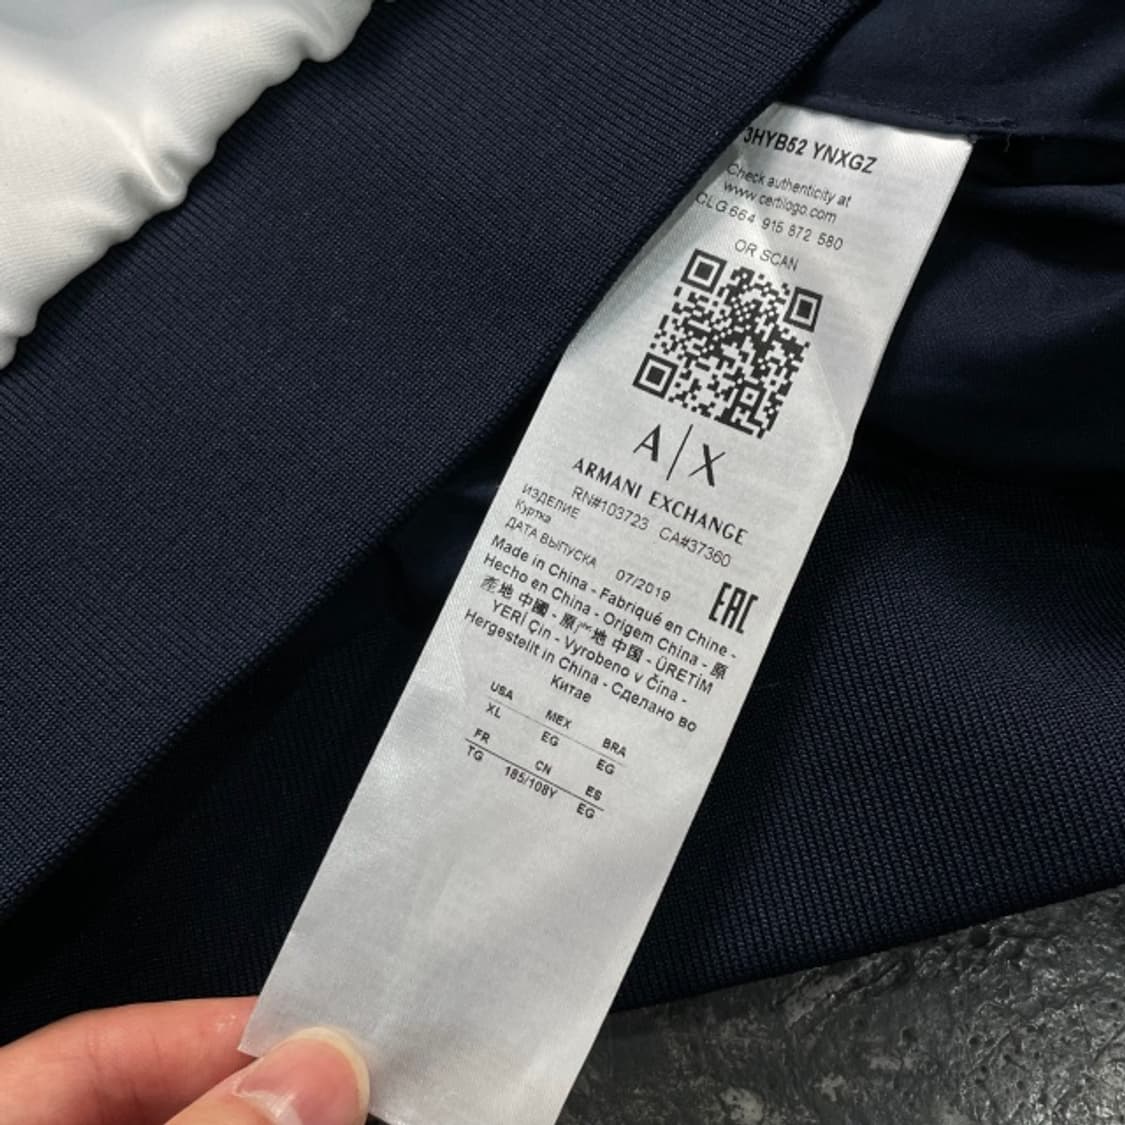 3HYB52 YNXGZ
Check authenticity at
www.certilogo.com
CLG 664 915 872 580
OR SCAN
A|X
ARMANI EXCHANGE
RN#103723 CA#37360
ИЗДЕЛИЕ
Куртка
ДАТА ВЫПУСКА 07/2019
EAC
Made in China - Fabriqué en Chine -
Hecho en China - Origem China - 原
產地 中國 - 原产地 中国 - ÜRETİM
YERİ Çin - Vyrobeno v Čína -
Hergestellt in China - Сделано во
Китае
USA MEX BRA
XL EG EG
FR CN ES
TG 185/108Y EG